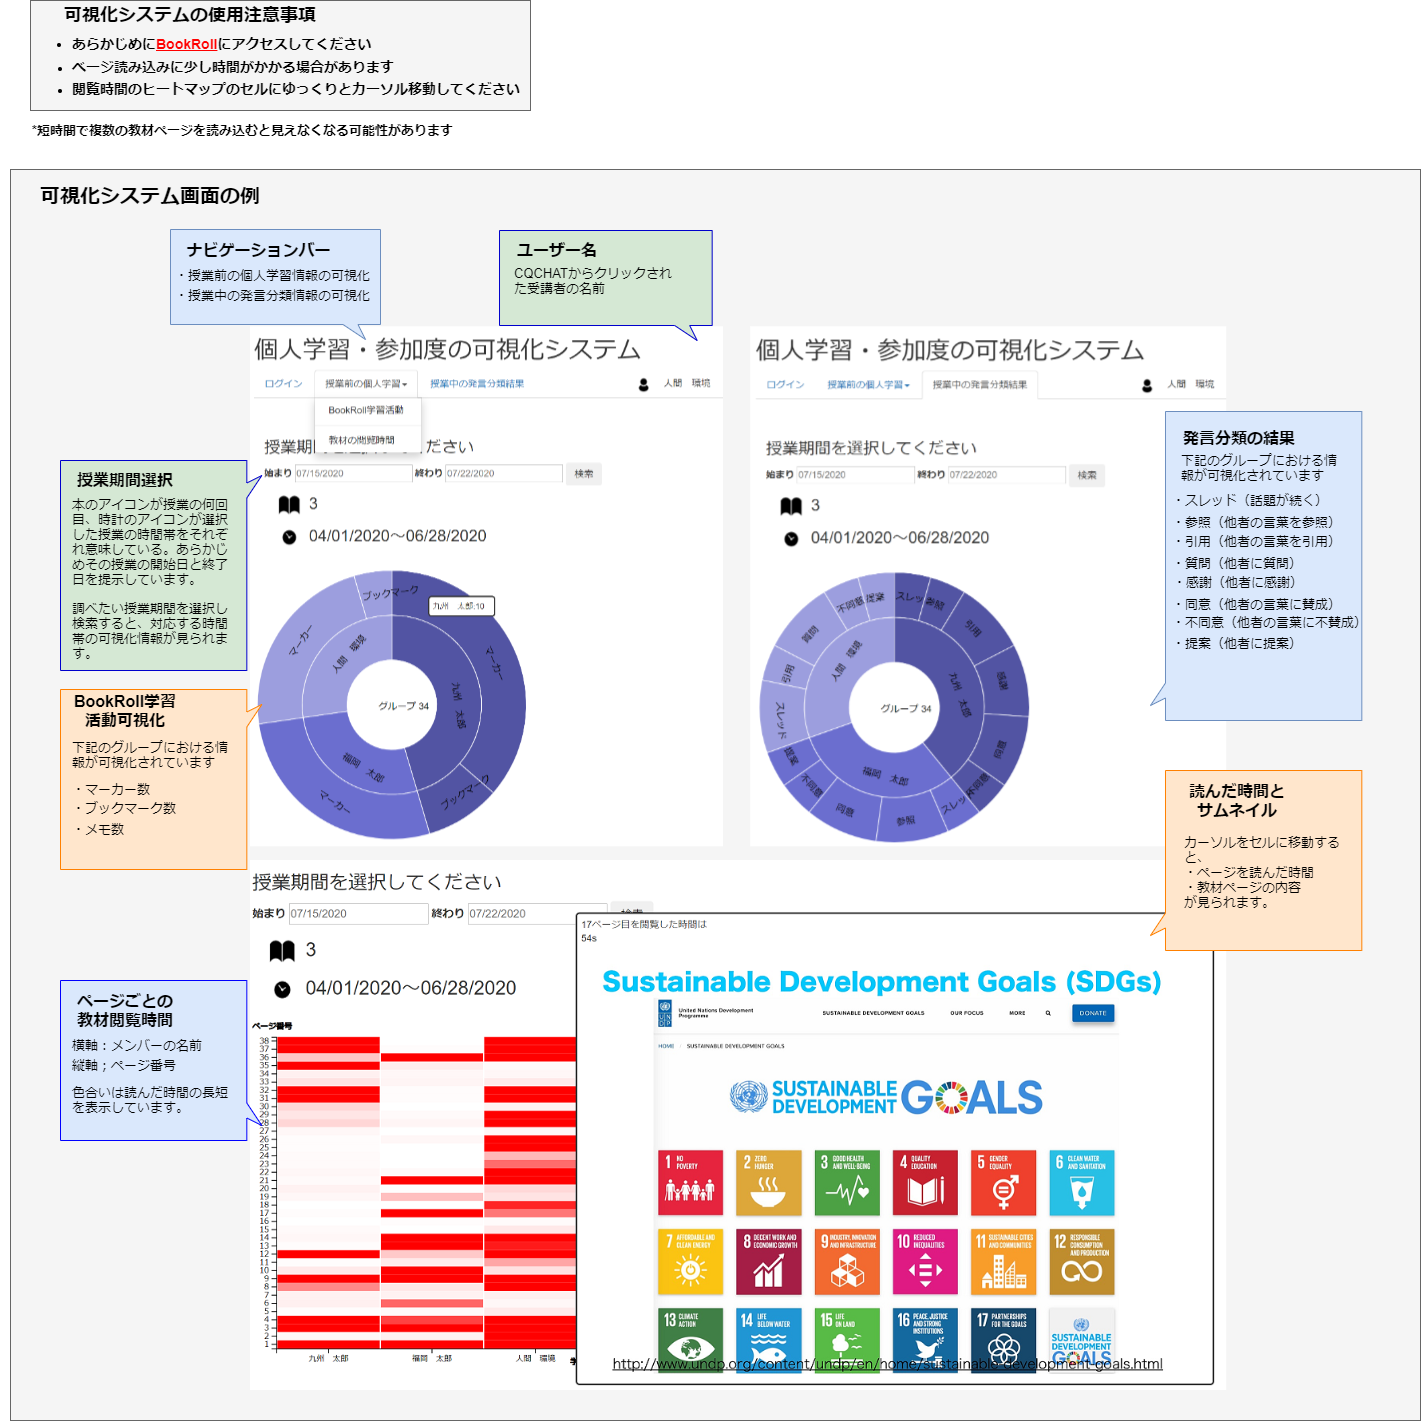 可視化システムの使用注意事項
• あらかじめにBookRollにアクセスしてください
• ページ読み込みに少し時間がかかる場合があります
• 閲覧時間のヒートマップのセルにゆっくりとカーソル移動してください
*短時間で複数の教材ページを読み込むと見えなくなる可能性があります
可視化システム画面の例
ナビゲーションバー
・授業前の個人学習情報の可視化
・授業中の発言分類情報の可視化
ユーザー名
CQCHATからクリックされ
た受講者の名前
個人学習・参加度の可視化システム
ログイン 授業前の個人学習 授業中の発言分類結果 人間 環境
BookRoll学習活動
教材の閲覧時間
授業期 ださい
始まり 07/15/2020 終わり 07/22/2020 検索
3
04/01/2020～06/28/2020
ブックマーク
九州 太郎:10
マーカー
マーカー
人間 環境
九州 太郎
グループ 34
福岡 太郎
マーカー
ブックマーク
個人学習・参加度の可視化システム
ログイン 授業前の個人学習 授業中の発言分類結果 人間 環境
授業期間を選択してください
始まり 07/15/2020 終わり 07/22/2020 検索
3
04/01/2020～06/28/2020
不同意 提案 スレッ 参照
質問 引用
人間 環境
引用 感謝
九州 太郎
スレッド グループ 34
同意
提案 福岡 太郎
不同意 不同意
同意 参照 スレッ
授業期間選択
本のアイコンが授業の何回
目、時計のアイコンが選択
した授業の時間帯をそれぞ
れ意味している。あらかじ
めその授業の開始日と終了
日を提示しています。
調べたい授業期間を選択し
検索すると、対応する時間
帯の可視化情報が見られま
す。
BookRoll学習
活動可視化
下記のグループにおける情
報が可視化されています
・マーカー数
・ブックマーク数
・メモ数
発言分類の結果
下記のグループにおける情
報が可視化されています
・スレッド（話題が続く）
・参照（他者の言葉を参照）
・引用（他者の言葉を引用）
・質問（他者に質問）
・感謝（他者に感謝）
・同意（他者の言葉に賛成）
・不同意（他者の言葉に不賛成）
・提案（他者に提案）
読んだ時間と
サムネイル
カーソルをセルに移動する
と、
・ページを読んだ時間
・教材ページの内容
が見られます。
ページごとの
教材閲覧時間
横軸：メンバーの名前
縦軸；ページ番号
色合いは読んだ時間の長短
を表示しています。
授業期間を選択してください
始まり 07/15/2020 終わり 07/22/2020
3
04/01/2020～06/28/2020
ページ番号
38
37
36
35
34
33
32
31
30
29
28
27
26
25
24
23
22
21
20
19
18
17
16
15
14
13
12
11
10
9
8
7
6
5
4
3
2
1
九州 太郎 福岡 太郎 人間 環境
17ページ目を閲覧した時間は
54s
Sustainable Development Goals (SDGs)
UNDP
United Nations Development
Programme
SUSTAINABLE DEVELOPMENT GOALS OUR FOCUS MORE DONATE
HOME / SUSTAINABLE DEVELOPMENT GOALS
SUSTAINABLE
DEVELOPMENT GOALS
1 NO
POVERTY
2 ZERO
HUNGER
3 GOOD HEALTH
AND WELL-BEING
4 QUALITY
EDUCATION
5 GENDER
EQUALITY
6 CLEAN WATER
AND SANITATION
7 AFFORDABLE AND
CLEAN ENERGY
8 DECENT WORK AND
ECONOMIC GROWTH
9 INDUSTRY, INNOVATION
AND INFRASTRUCTURE
10 REDUCED
INEQUALITIES
11 SUSTAINABLE CITIES
AND COMMUNITIES
12 RESPONSIBLE
CONSUMPTION
AND PRODUCTION
13 CLIMATE
ACTION
14 LIFE
BELOW WATER
15 LIFE
ON LAND
16 PEACE, JUSTICE
AND STRONG
INSTITUTIONS
17 PARTNERSHIPS
FOR THE GOALS
SUSTAINABLE
DEVELOPMENT
GOALS
http://www.undp.org/content/undp/en/home/sustainable-development-goals.html